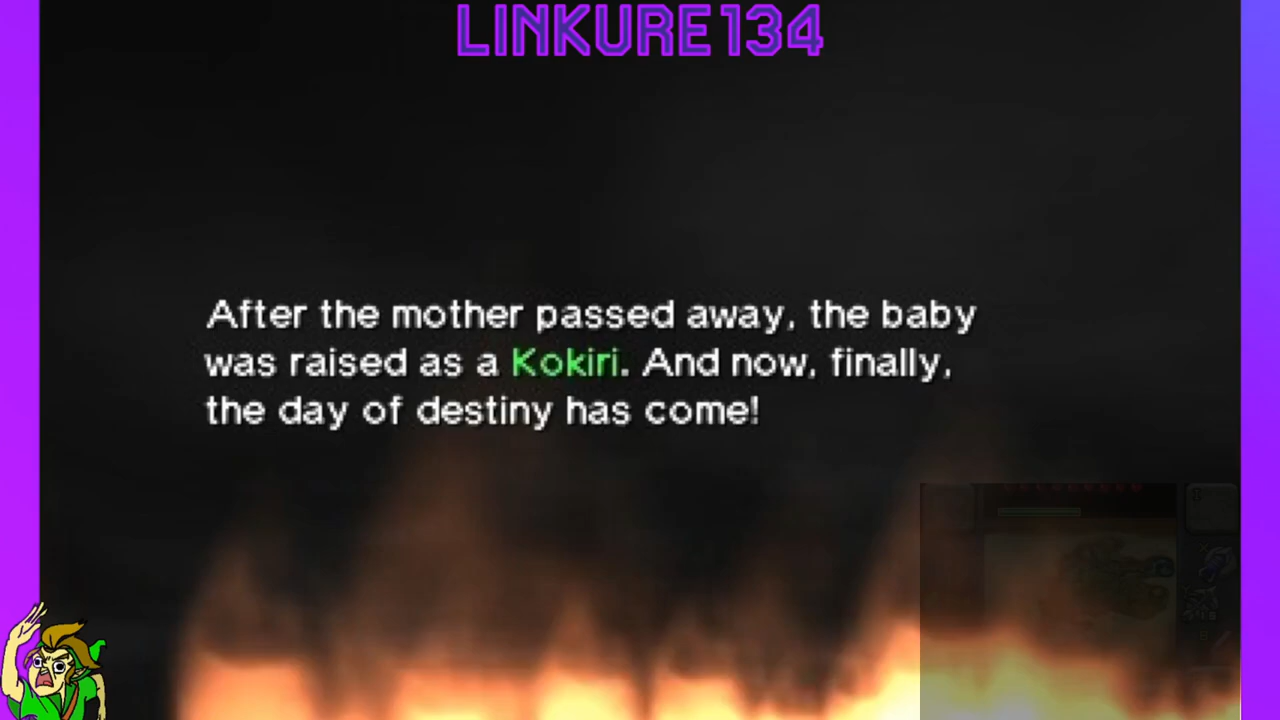 LINKURE134
After the mother passed away, the baby
was raised as a Kokiri. And now, finally,
the day of destiny has come!